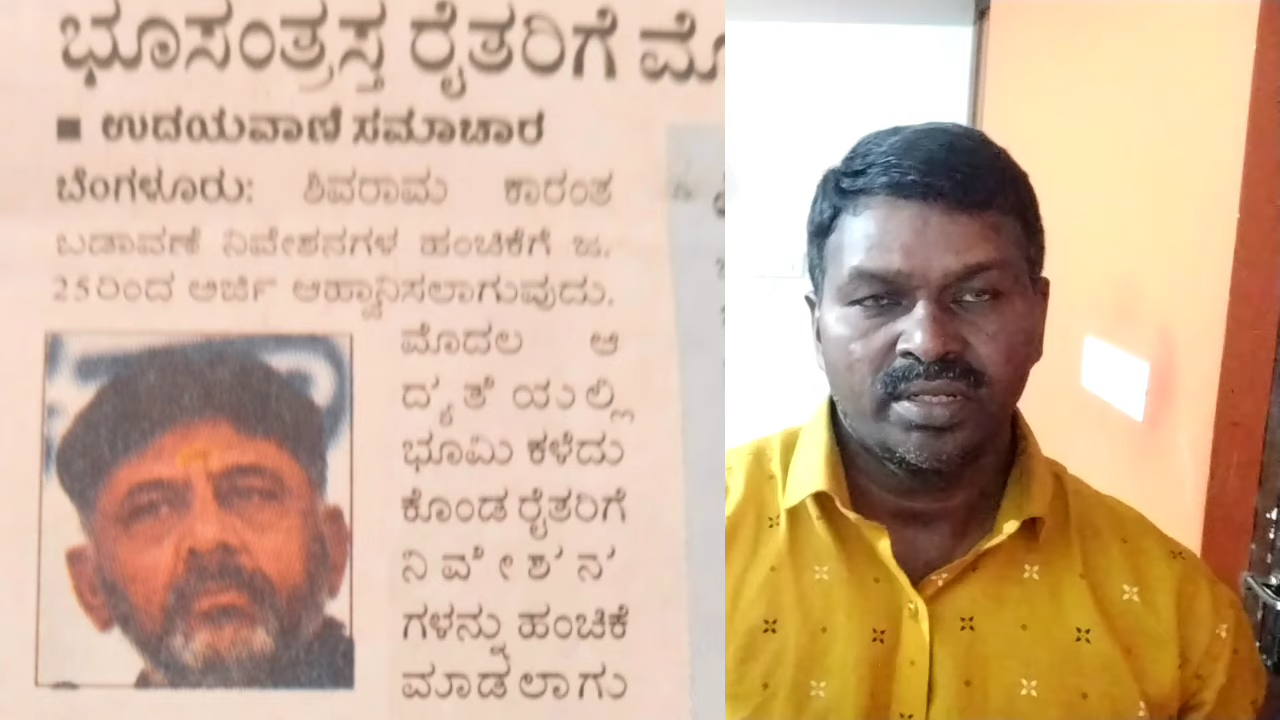 ಭೂಸಂತ್ರಸ್ತ ರೈತರಿಗೆ
■ ಉದಯವಾಣಿ ಸಮಾಚಾರ
ಬೆಂಗಳೂರು: ಶಿವರಾಮ ಕಾರಂತ
ಬಡಾವಣೆ ನಿವೇಶನಗಳ ಹಂಚಿಕೆಗೆ ಜ.
25ರಿಂದ ಅರ್ಜಿ ಆಹ್ವಾನಿಸಲಾಗುವುದು.
ಮೊದಲ ಆ
ದ್ಯತೆಯಲ್ಲಿ
ಭೂಮಿ ಕಳೆದು
ಕೊಂಡ ರೈತರಿಗೆ
ನಿವೇಶನ
ಗಳನ್ನು ಹಂಚಿಕೆ
ಮಾಡಲಾಗು